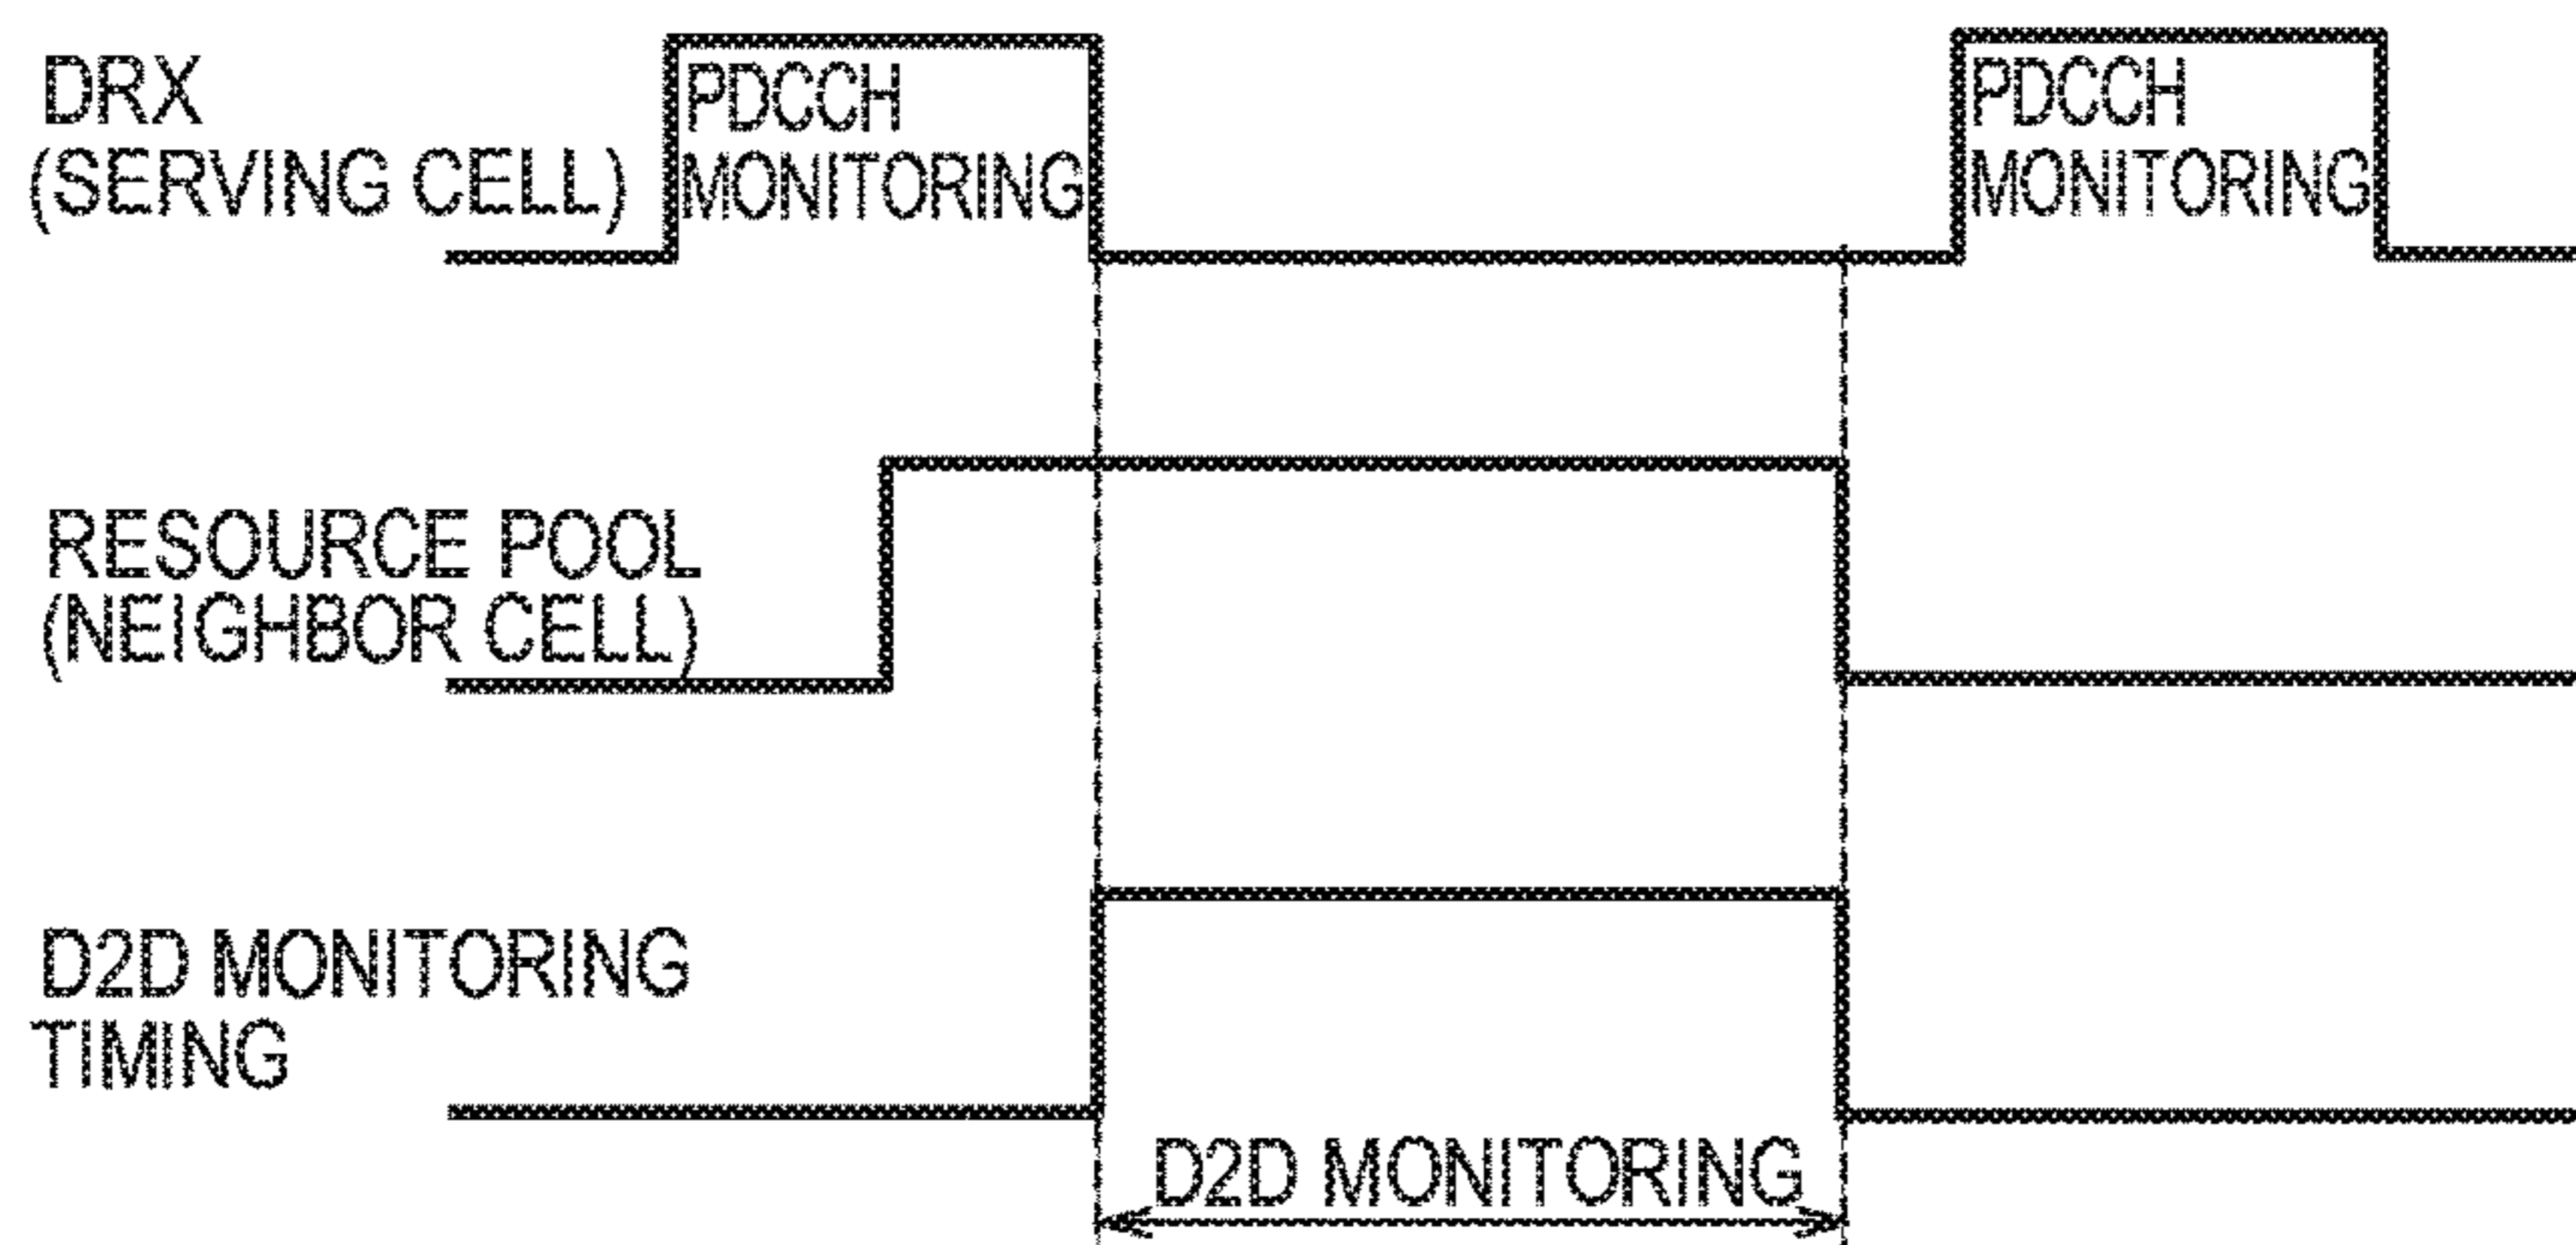 DRX
(SERVING CELL)
PDCCH
MONITORING
PDCCH
MONITORING
RESOURCE POOL
(NEIGHBOR CELL)
D2D MONITORING
TIMING
D2D MONITORING